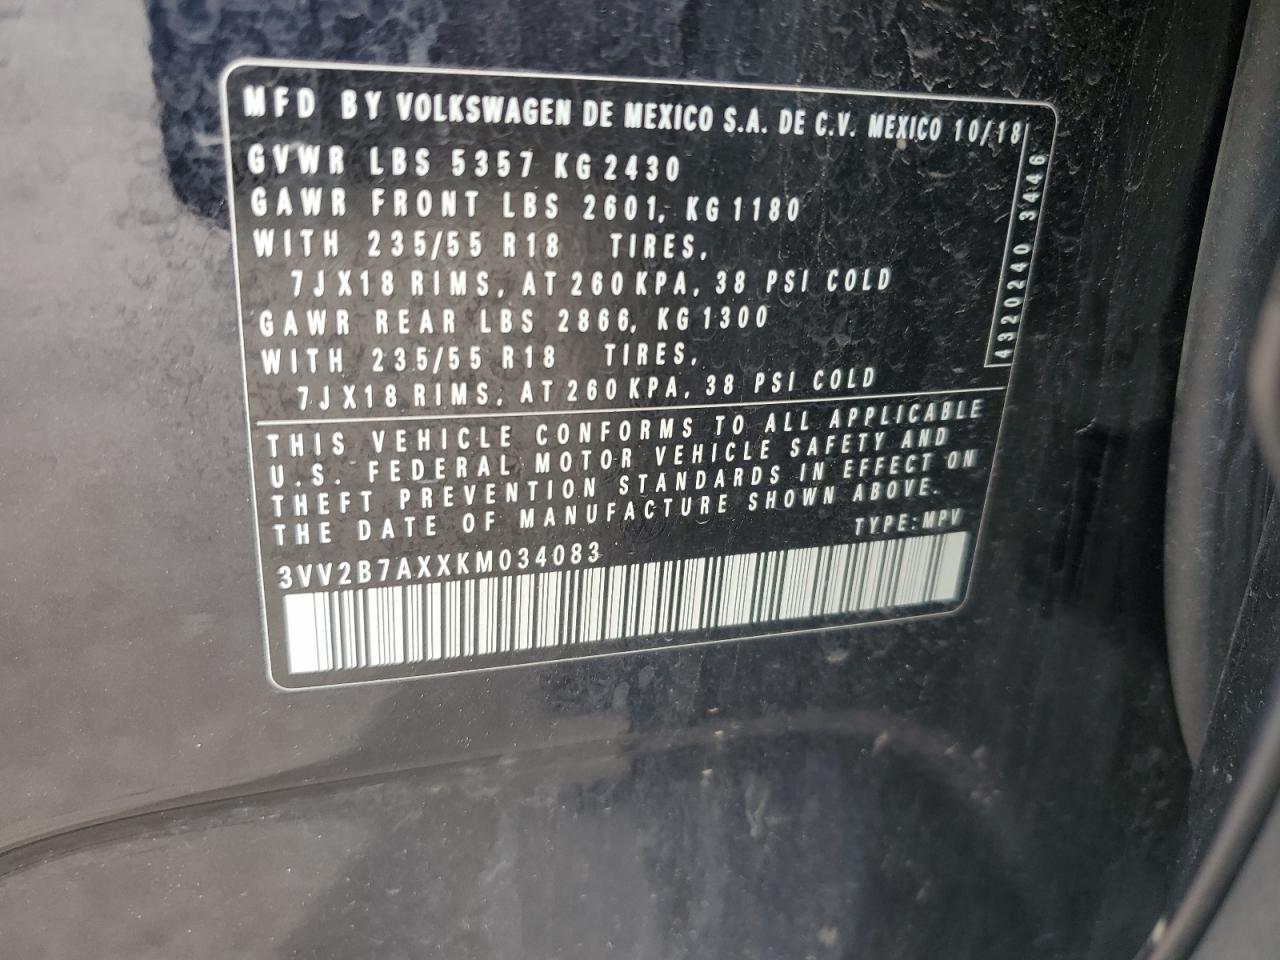 MFD BY VOLKSWAGEN DE MEXICO S.A. DE C.V. MEXICO 10/18
GVWR LBS 5357 KG 2430
GAWR FRONT LBS 2601, KG 1180
WITH 235/55 R18 TIRES,
7JX18 RIMS, AT 260 KPA, 38 PSI COLD
GAWR REAR LBS 2866, KG 1300
WITH 235/55 R18 TIRES,
7JX18 RIMS, AT 260 KPA, 38 PSI COLD
4320240 3446
THIS VEHICLE CONFORMS TO ALL APPLICABLE
U.S. FEDERAL MOTOR VEHICLE SAFETY AND
THEFT PREVENTION STANDARDS IN EFFECT ON
THE DATE OF MANUFACTURE SHOWN ABOVE.
TYPE: MPV
3VV2B7AXXKM034083